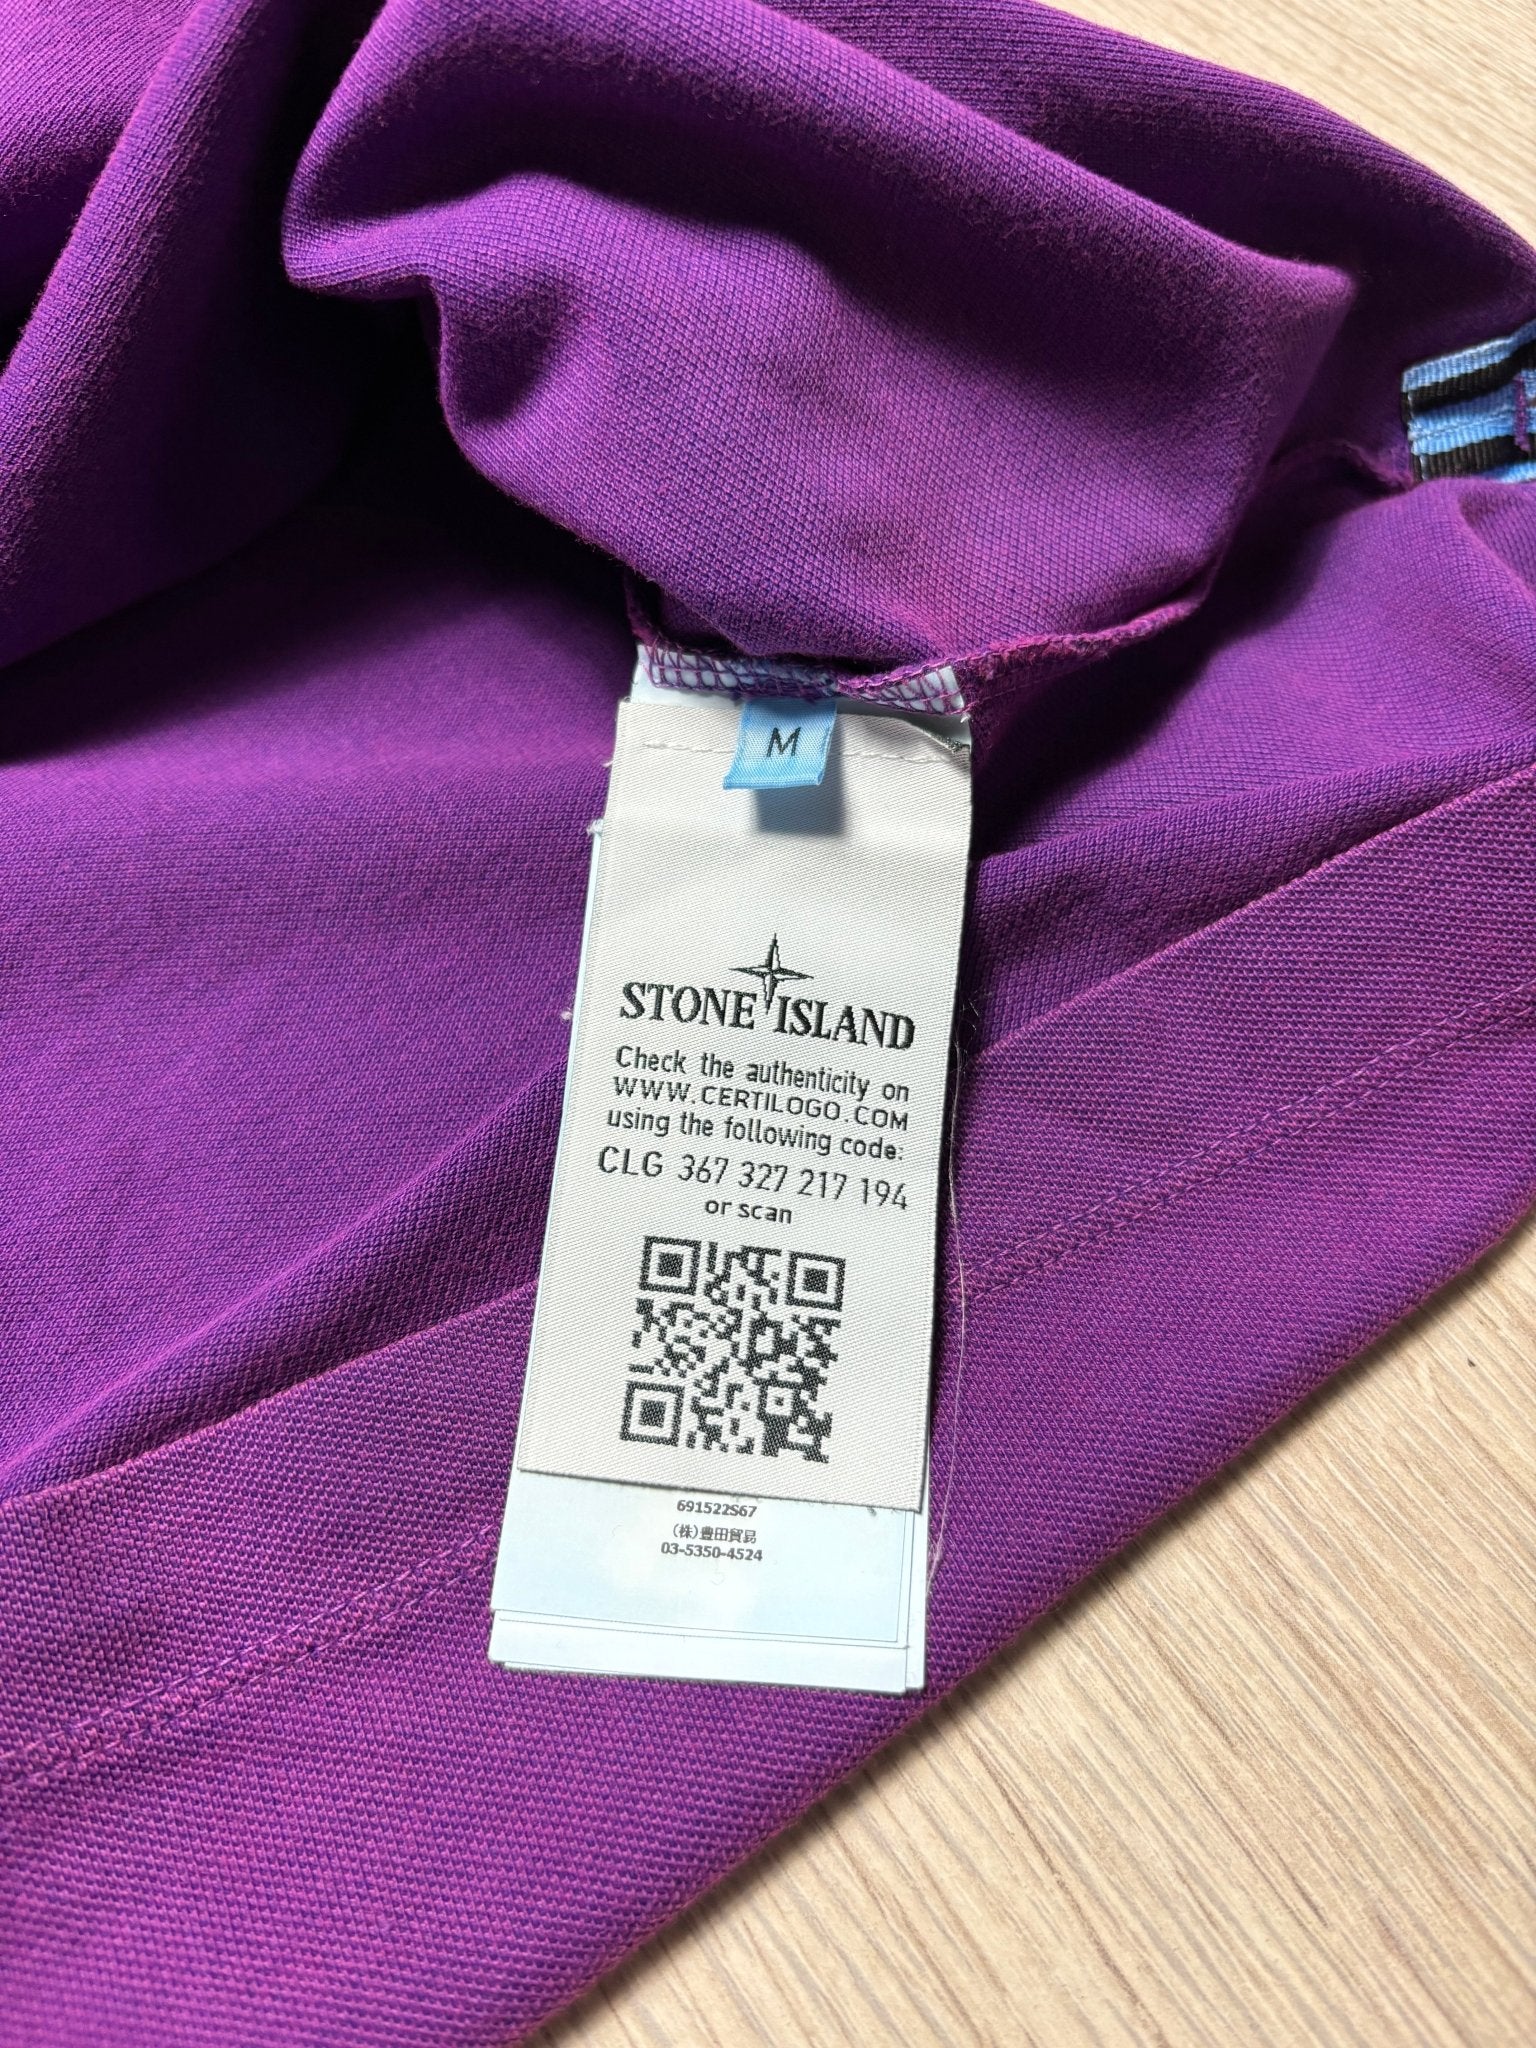 M
STONE ISLAND
Check the authenticity on
WWW.CERTILOGO.COM
using the following code:
CLG 367 327 217 194
or scan
691522S67
(株)豊田貿易
03-5350-4524